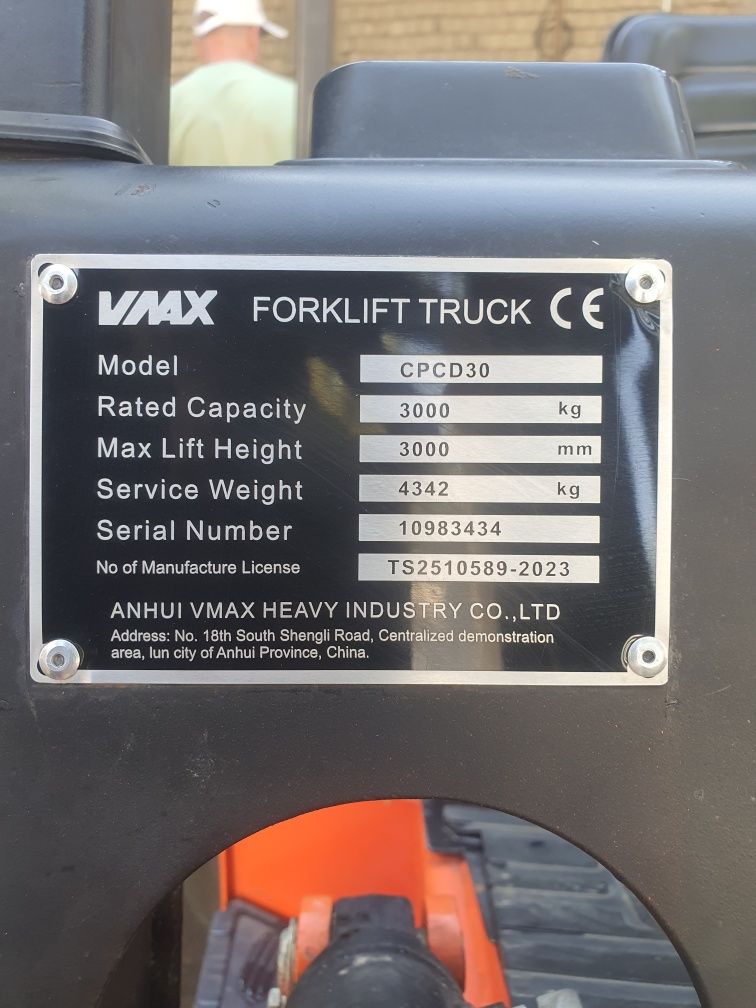 VMAX FORKLIFT TRUCK CE
Model CPCD30
Rated Capacity 3000 kg
Max Lift Height 3000 mm
Service Weight 4342 kg
Serial Number 10983434
No of Manufacture License TS2510589-2023
ANHUI VMAX HEAVY INDUSTRY CO.,LTD
Address: No. 18th South Shengli Road, Centralized demonstration
area, lun city of Anhui Province, China.